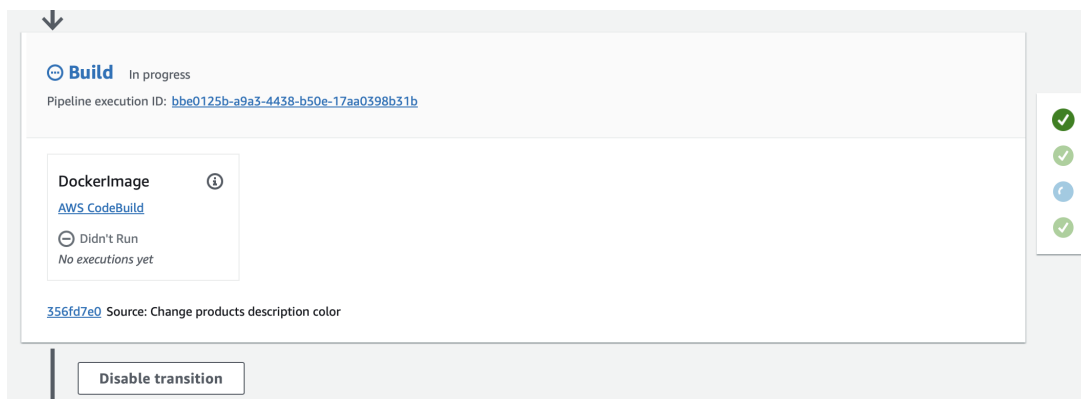 Build In progress
Pipeline execution ID: bbe0125b-a9a3-4438-b50e-17aa0398b31b
DockerImage
AWS CodeBuild
Didn't Run
No executions yet
356fd7e0 Source: Change products description color
Disable transition